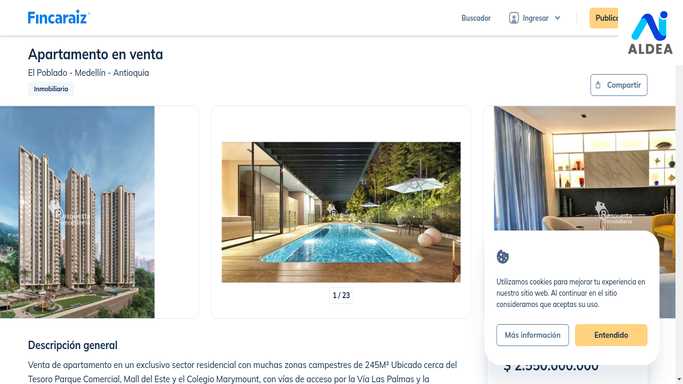 Fincaraiz
Buscador
Ingresar
Public
ALDEA
Apartamento en venta
El Poblado - Medellín - Antioquia
Inmobiliario
Compartir
1 / 23
Utilizamos cookies para mejorar tu experiencia en
nuestro sitio web. Al continuar en el sitio
consideramos que aceptas su uso.
Más información
Entendido
$ 2.550.000.000
Descripción general
Venta de apartamento en un exclusivo sector residencial con muchas zonas campestres de 245M² Ubicado cerca del
Tesoro Parque Comercial, Mall del Este y el Colegio Marymount, con vías de acceso por la Vía Las Palmas y la